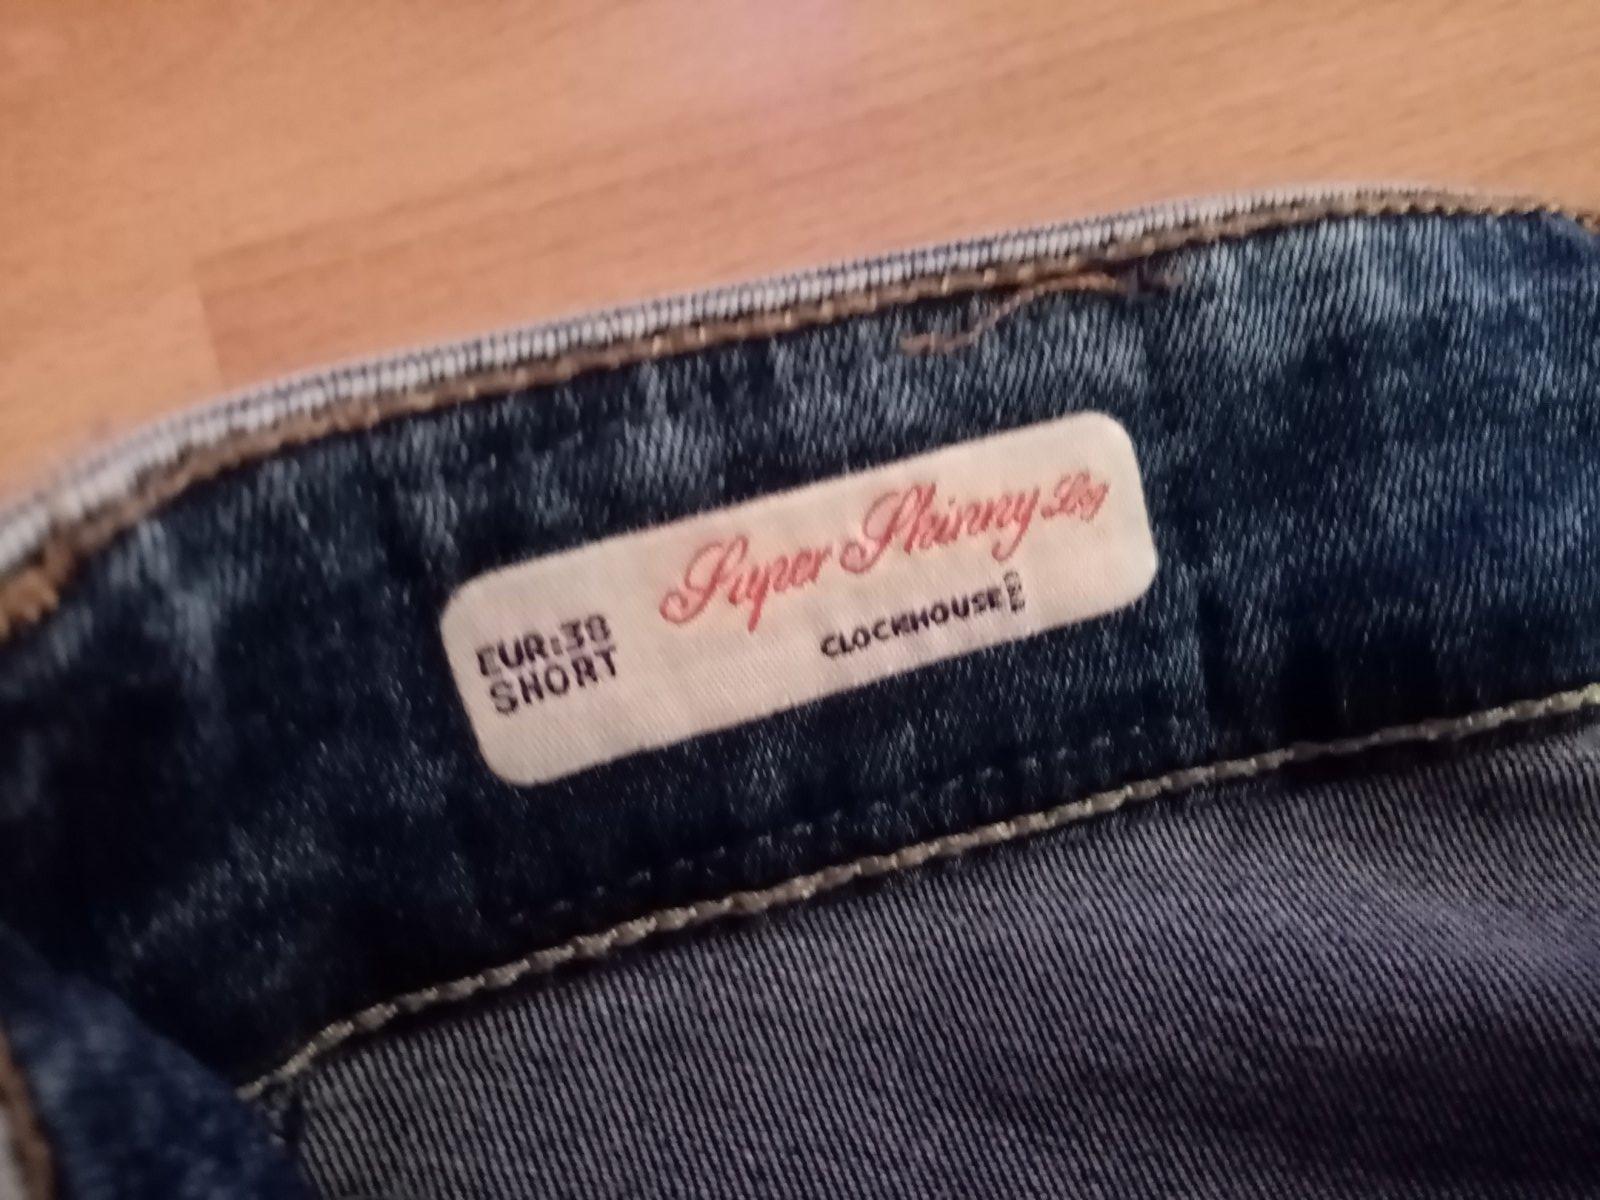 Super Skinny Leg
EUR:38
SHORT
CLOCKHOUSE